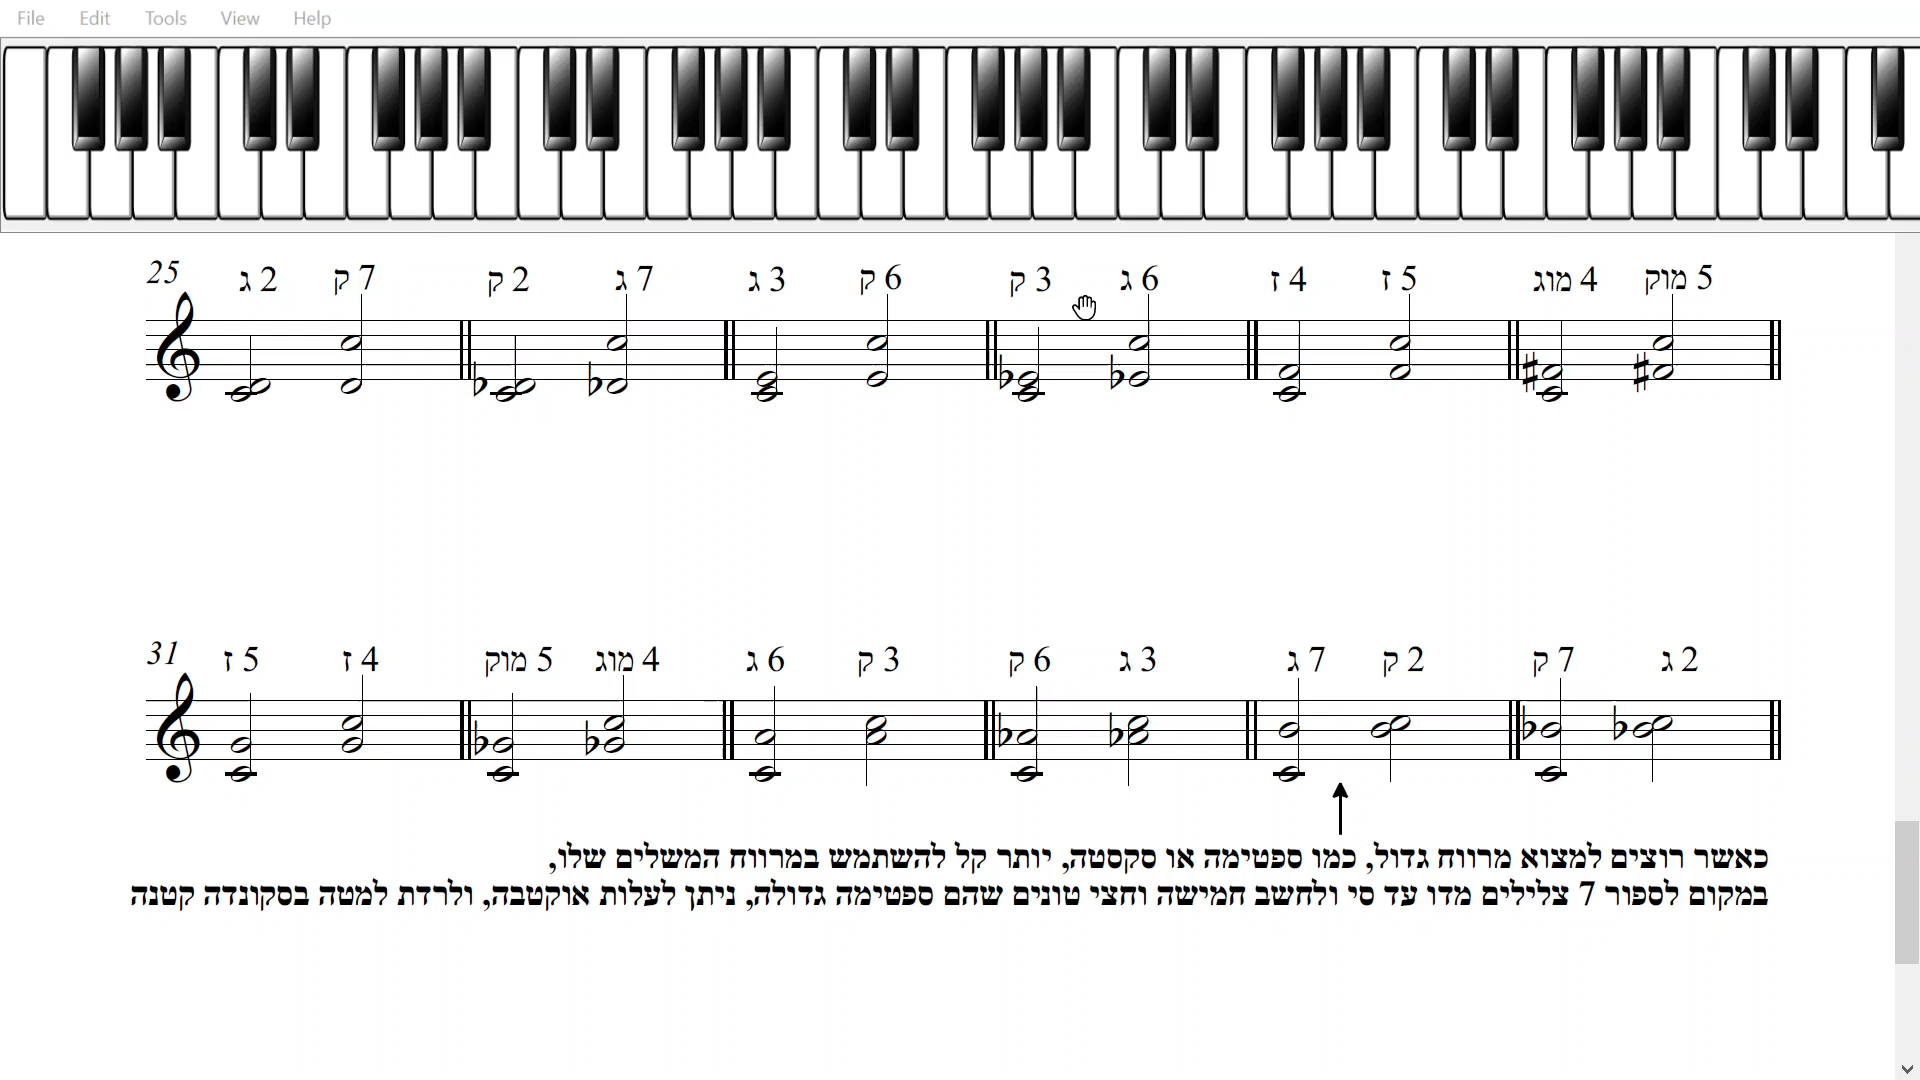 File Edit Tools View Help
25 2 ג 7 ק 2 ק 7 ג 3 ג 6 ק 3 ק 6 ג 4 ז 5 ז 4 מוג 5 מוק
31 5 ז 4 ז 5 מוק 4 מוג 6 ג 3 ק 6 ק 3 ג 7 ג 2 ק 7 ק 2 ג
כאשר רוצים למצוא מרווח גדול, כמו ספטימה או סקסטה, יותר קל להשתמש במרווח המשלים שלו,
במקום לספור 7 צלילים מדו עד סי ולחשב חמישה וחצי טונים שהם ספטימה גדולה, ניתן לעלות אוקטבה, ולרדת למטה בסקונדה קטנה